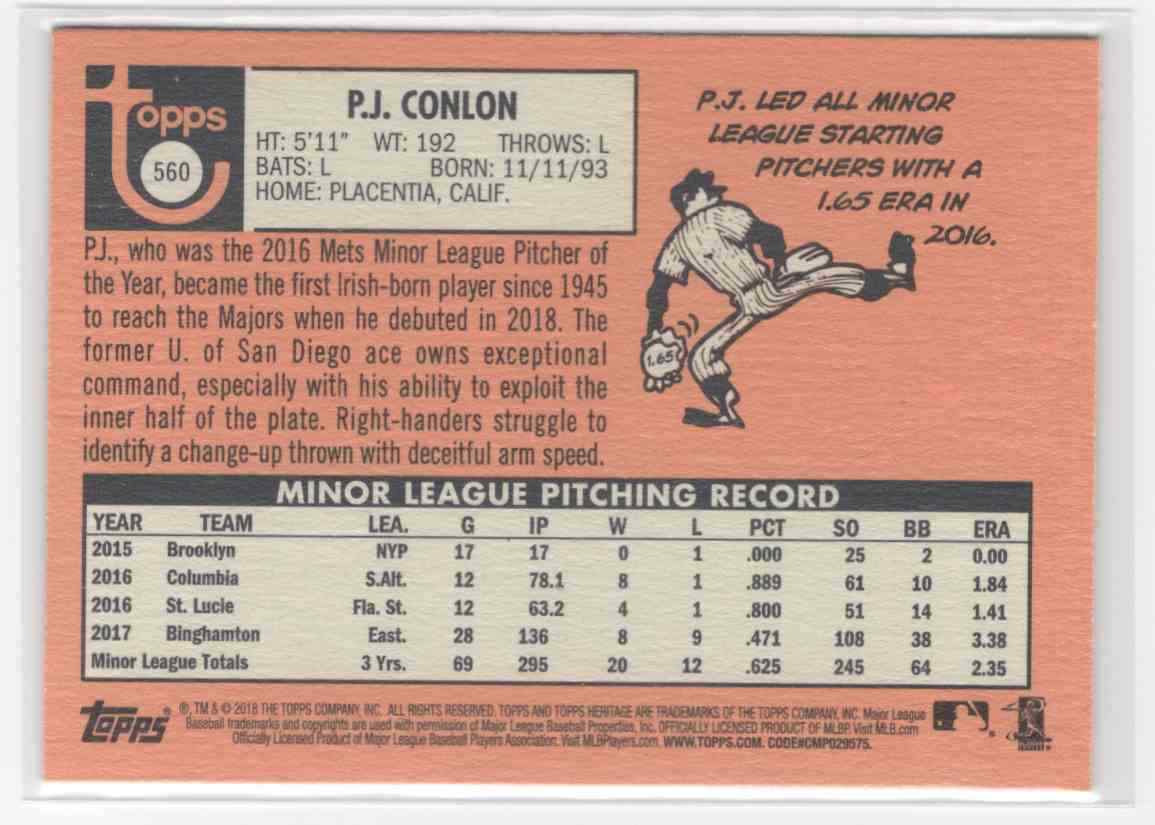 topps
560
P.J. CONLON
HT: 5'11" WT: 192 THROWS: L
BATS: L BORN: 11/11/93
HOME: PLACENTIA, CALIF.
P.J. LED ALL MINOR
LEAGUE STARTING
PITCHERS WITH A
1.65 ERA IN
2016.
1.65
P.J., who was the 2016 Mets Minor League Pitcher of
the Year, became the first Irish-born player since 1945
to reach the Majors when he debuted in 2018. The
former U. of San Diego ace owns exceptional
command, especially with his ability to exploit the
inner half of the plate. Right-handers struggle to
identify a change-up thrown with deceitful arm speed.
MINOR LEAGUE PITCHING RECORD
YEAR TEAM LEA. G IP W L PCT SO BB ERA
2015 Brooklyn NYP 17 17 0 1 .000 25 2 0.00
2016 Columbia S.Alt. 12 78.1 8 1 .889 61 10 1.84
2016 St. Lucie Fla. St. 12 63.2 4 1 .800 51 14 1.41
2017 Binghamton East. 28 136 8 9 .471 108 38 3.38
Minor League Totals 3 Yrs. 69 295 20 12 .625 245 64 2.35
Topps® ®, TM & © 2018 THE TOPPS COMPANY, INC. ALL RIGHTS RESERVED. TOPPS AND TOPPS HERITAGE ARE TRADEMARKS OF THE TOPPS COMPANY, INC. Major League
Baseball trademarks and copyrights are used with permission of Major League Baseball Properties, Inc. OFFICIALLY LICENSED PRODUCT OF MLBP. Visit MLB.com
Officially Licensed Product of Major League Baseball Players Association. Visit MLBPlayers.com. WWW.TOPPS.COM. CODE#CMP029575.